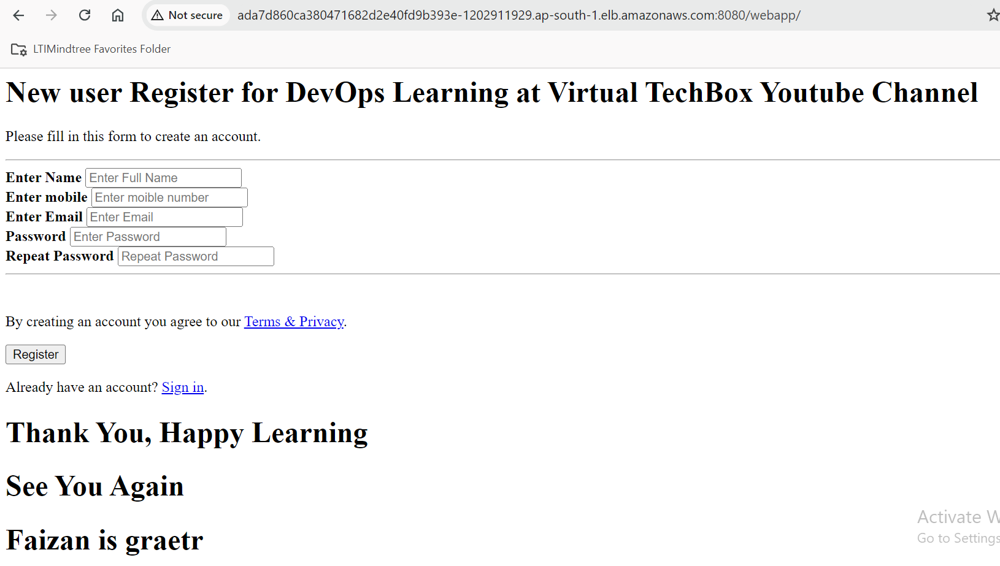 Not secure ada7d860ca380471682d2e40fd9b393e-1202911929.ap-south-1.elb.amazonaws.com:8080/webapp/
LTIMindtree Favorites Folder
New user Register for DevOps Learning at Virtual TechBox Youtube Channel
Please fill in this form to create an account.
Enter Name Enter Full Name
Enter mobile Enter moible number
Enter Email Enter Email
Password Enter Password
Repeat Password Repeat Password
By creating an account you agree to our Terms & Privacy.
Register
Already have an account? Sign in.
Thank You, Happy Learning
See You Again
Activate W
Go to Settings
Faizan is graetr